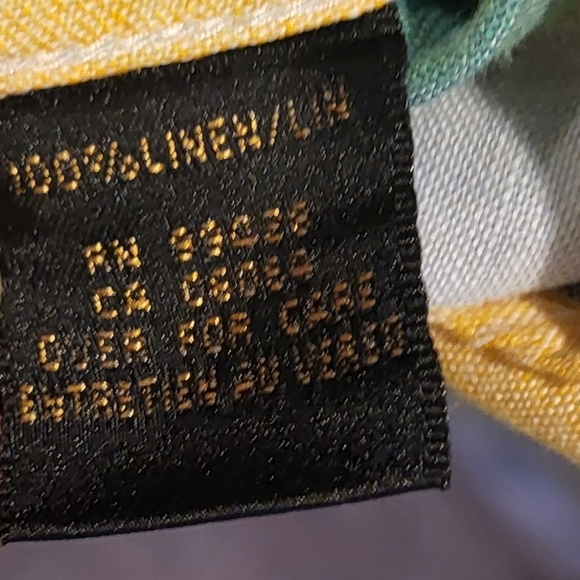 100% LINEN/LIN
RN
CA
OVER FOR CARE
ENTRETIEN AU VERSO